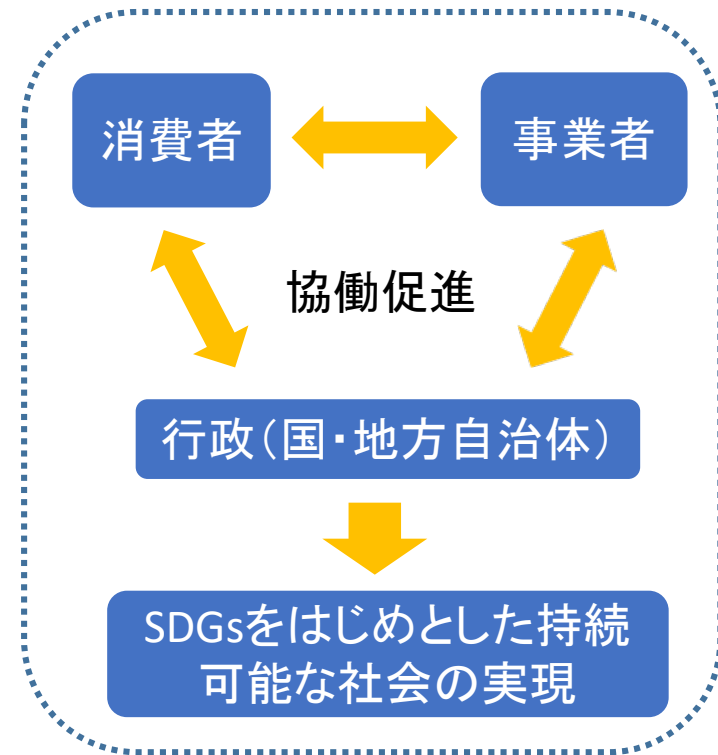 消費者
事業者
協働促進
行政(国・地方自治体)
SDGsをはじめとした持続
可能な社会の実現